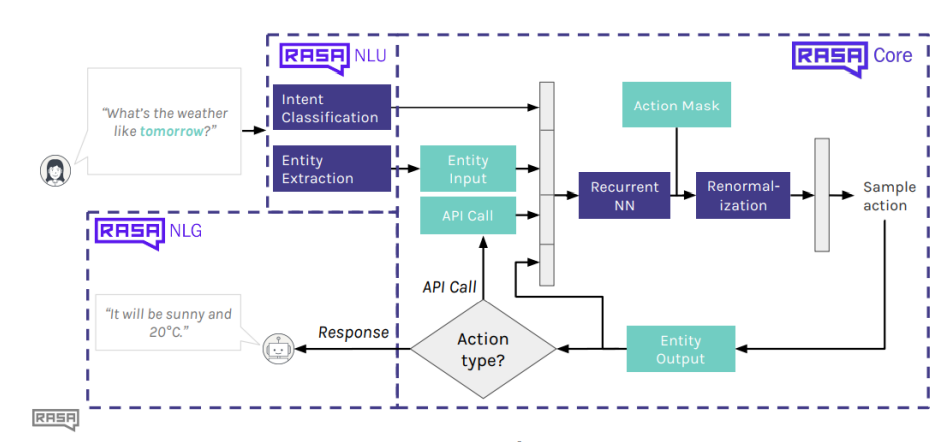 RASA NLU
RASA Core
"What's the weather
like tomorrow?"
Intent
Classification
Entity
Extraction
Entity
Input
API Call
Action Mask
Recurrent
NN
Renormal-
ization
Sample
action
RASA NLG
"It will be sunny and
20°C."
Response
API Call
Action
type?
Entity
Output
RASA